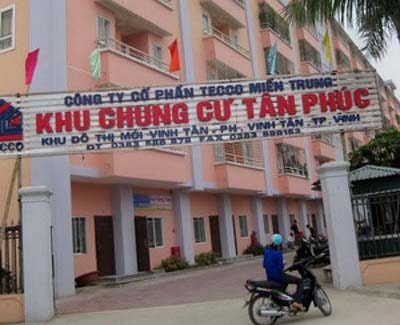 CÔNG TY CỔ PHẦN TECCO MIỀN TRUNG
KHU CHUNG CƯ TÂN PHÚC
KHU ĐÔ THỊ MỚI VINH TÂN - PH. VINH TÂN - TP. VINH
TECCO